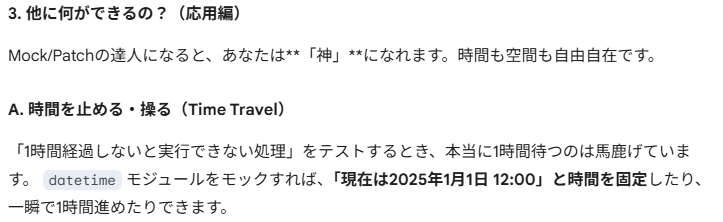 3. 他に何ができるの？（応用編）
Mock/Patchの達人になると、あなたは**「神」**になれます。時間も空間も自由自在です。
A. 時間を止める・操る（Time Travel）
「1時間経過しないと実行できない処理」をテストするとき、本当に1時間待つのは馬鹿げていま
す。 datetime モジュールをモックすれば、「現在は2025年1月1日 12:00」と時間を固定したり、
一瞬で1時間進めたりできます。